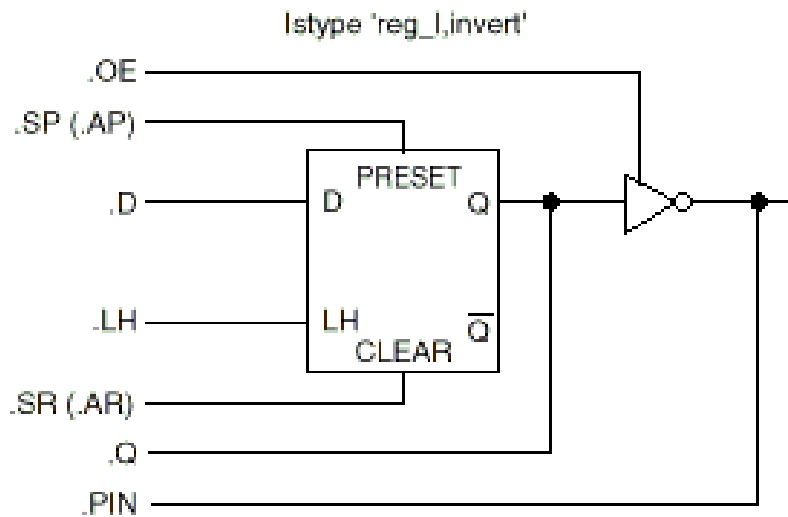 Istype 'reg_l,invert'
.OE
.SP (.AP)
PRESET
.D
D
Q
.LH
LH
Q
CLEAR
.SR (.AR)
.Q
.PIN